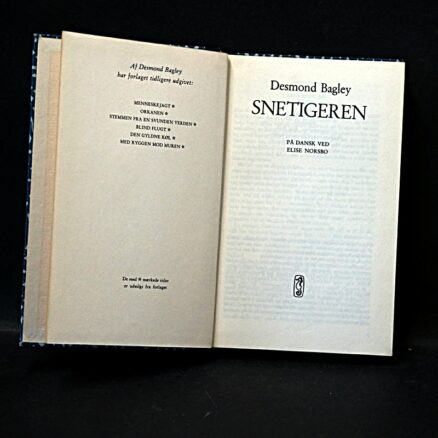 Af Desmond Bagley
har forlaget tidligere udgivet:
MENNESKEJAGT *
ORKANEN *
STEMMEN FRA EN SVUNDEN VERDEN *
BLIND FLUGT *
DEN GYLDNE KØL *
MED RYGGEN MOD MUREN *
De med * mærkede titler
er udsolgt fra forlaget
Desmond Bagley
SNETIGEREN
PÅ DANSK VED
ELISE NORSBO